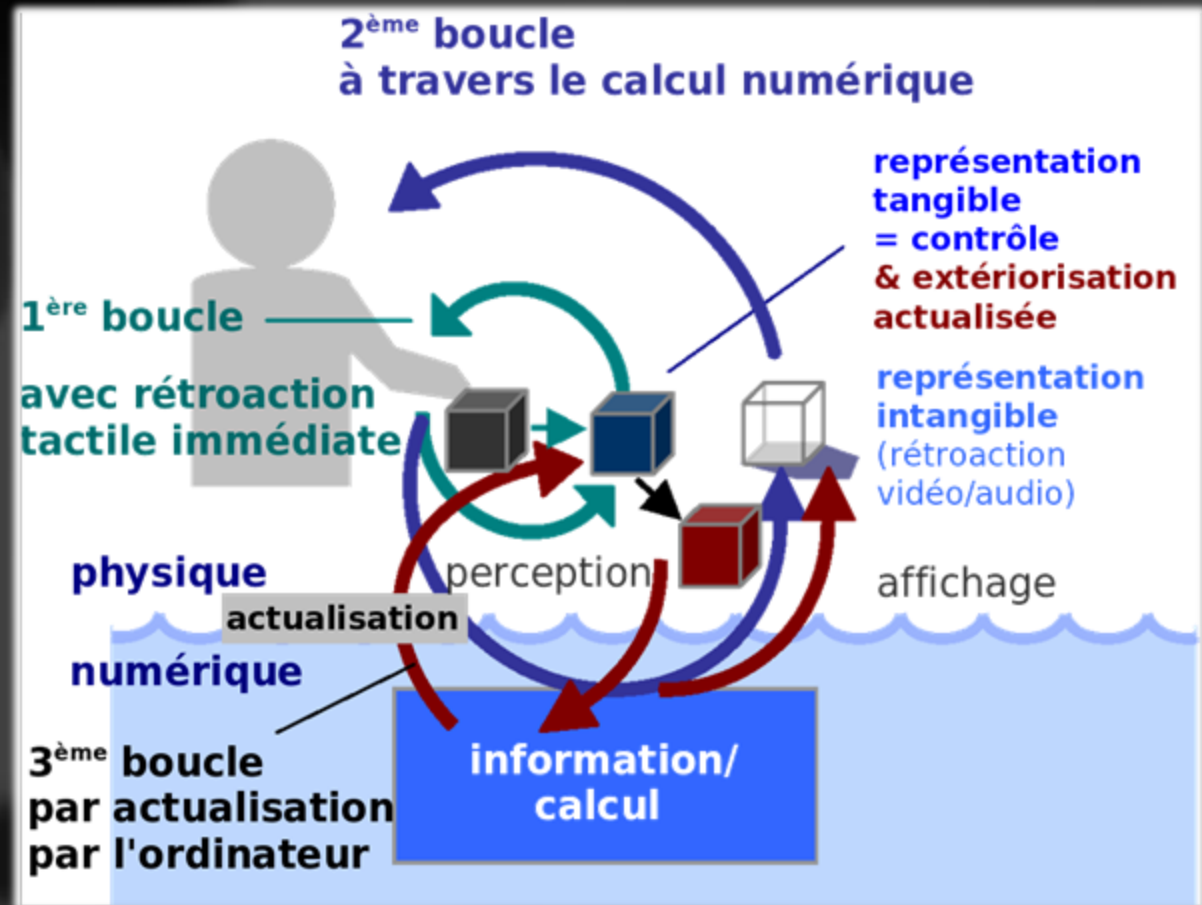 2ème boucle
à travers le calcul numérique
représentation
tangible
= contrôle
& extériorisation
actualisée
1ère boucle
avec rétroaction
tactile immédiate
représentation
intangible
(rétroaction
vidéo/audio)
physique
perception
affichage
actualisation
numérique
3ème boucle
par actualisation
par l'ordinateur
information/
calcul